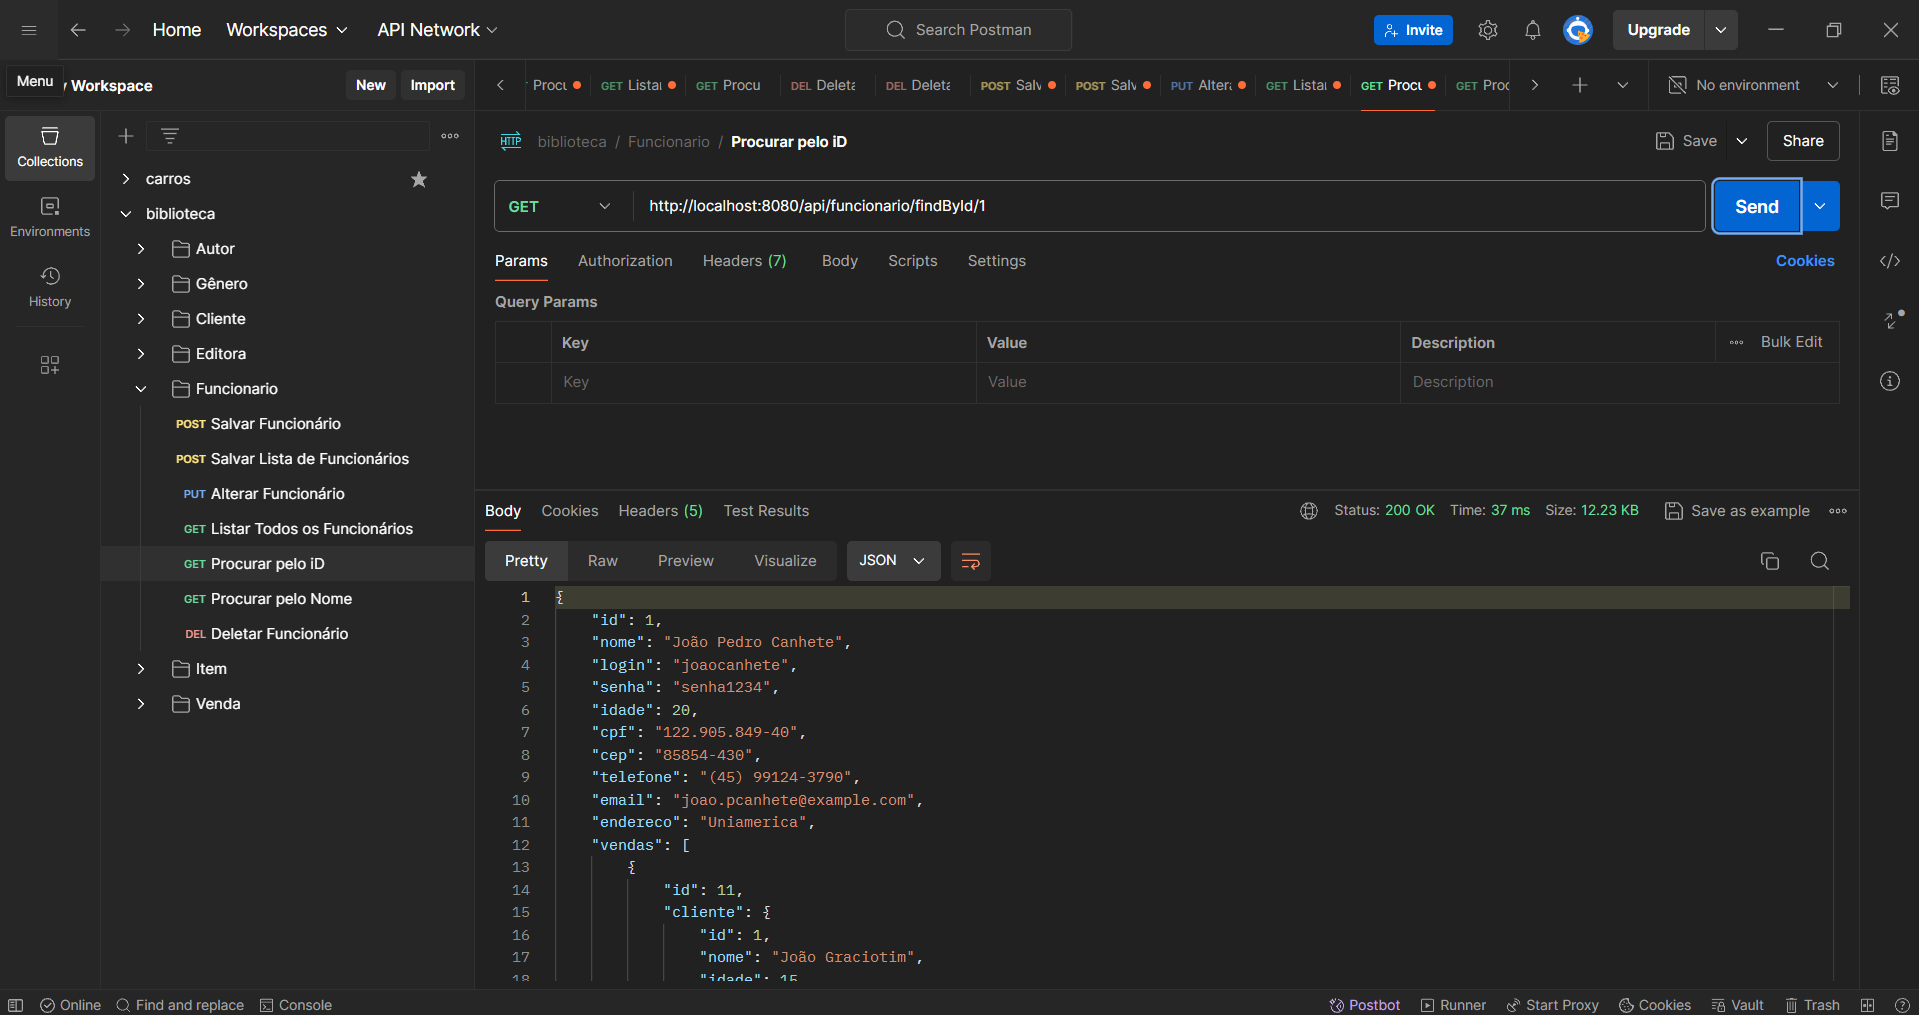 Home
Workspaces
API Network
Search Postman
Invite
Upgrade
Menu
y Workspace
New
Import
Procu
GET Lista
GET Procu
DEL Delet
DEL Delet
POST Salv
POST Salv
PUT Alter
GET Lista
GET Procu
GET Proc
No environment
Collections
Environments
History
carros
biblioteca
Autor
Gênero
Cliente
Editora
Funcionario
POST Salvar Funcionário
POST Salvar Lista de Funcionários
PUT Alterar Funcionário
GET Listar Todos os Funcionários
GET Procurar pelo iD
GET Procurar pelo Nome
DEL Deletar Funcionário
Item
Venda
HTTP biblioteca / Funcionario / Procurar pelo iD
Save
Share
GET
http://localhost:8080/api/funcionario/findById/1
Send
Params
Authorization
Headers (7)
Body
Scripts
Settings
Cookies
Query Params
Key
Value
Description
Bulk Edit
Key
Value
Description
Body
Cookies
Headers (5)
Test Results
Status: 200 OK
Time: 37 ms
Size: 12.23 KB
Save as example
Pretty
Raw
Preview
Visualize
JSON
1 {
2 "id": 1,
3 "nome": "João Pedro Canhete",
4 "login": "joaocanhete",
5 "senha": "senha1234",
6 "idade": 20,
7 "cpf": "122.905.849-40",
8 "cep": "85854-430",
9 "telefone": "(45) 99124-3790",
10 "email": "joao.pcanhete@example.com",
11 "endereco": "Uniamerica",
12 "vendas": [
13 {
14 "id": 11,
15 "cliente": {
16 "id": 1,
17 "nome": "João Graciotim",
18 "idade": 15
Online
Find and replace
Console
Postbot
Runner
Start Proxy
Cookies
Vault
Trash